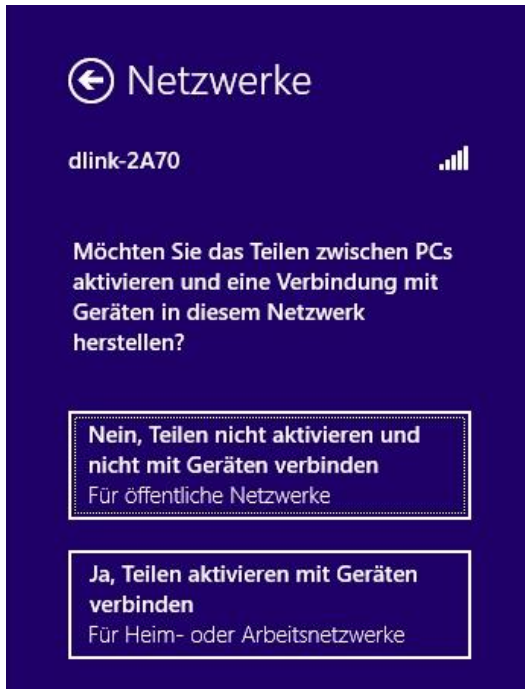 Netzwerke
dlink-2A70
Möchten Sie das Teilen zwischen PCs
aktivieren und eine Verbindung mit
Geräten in diesem Netzwerk
herstellen?
Nein, Teilen nicht aktivieren und
nicht mit Geräten verbinden
Für öffentliche Netzwerke
Ja, Teilen aktivieren mit Geräten
verbinden
Für Heim- oder Arbeitsnetzwerke